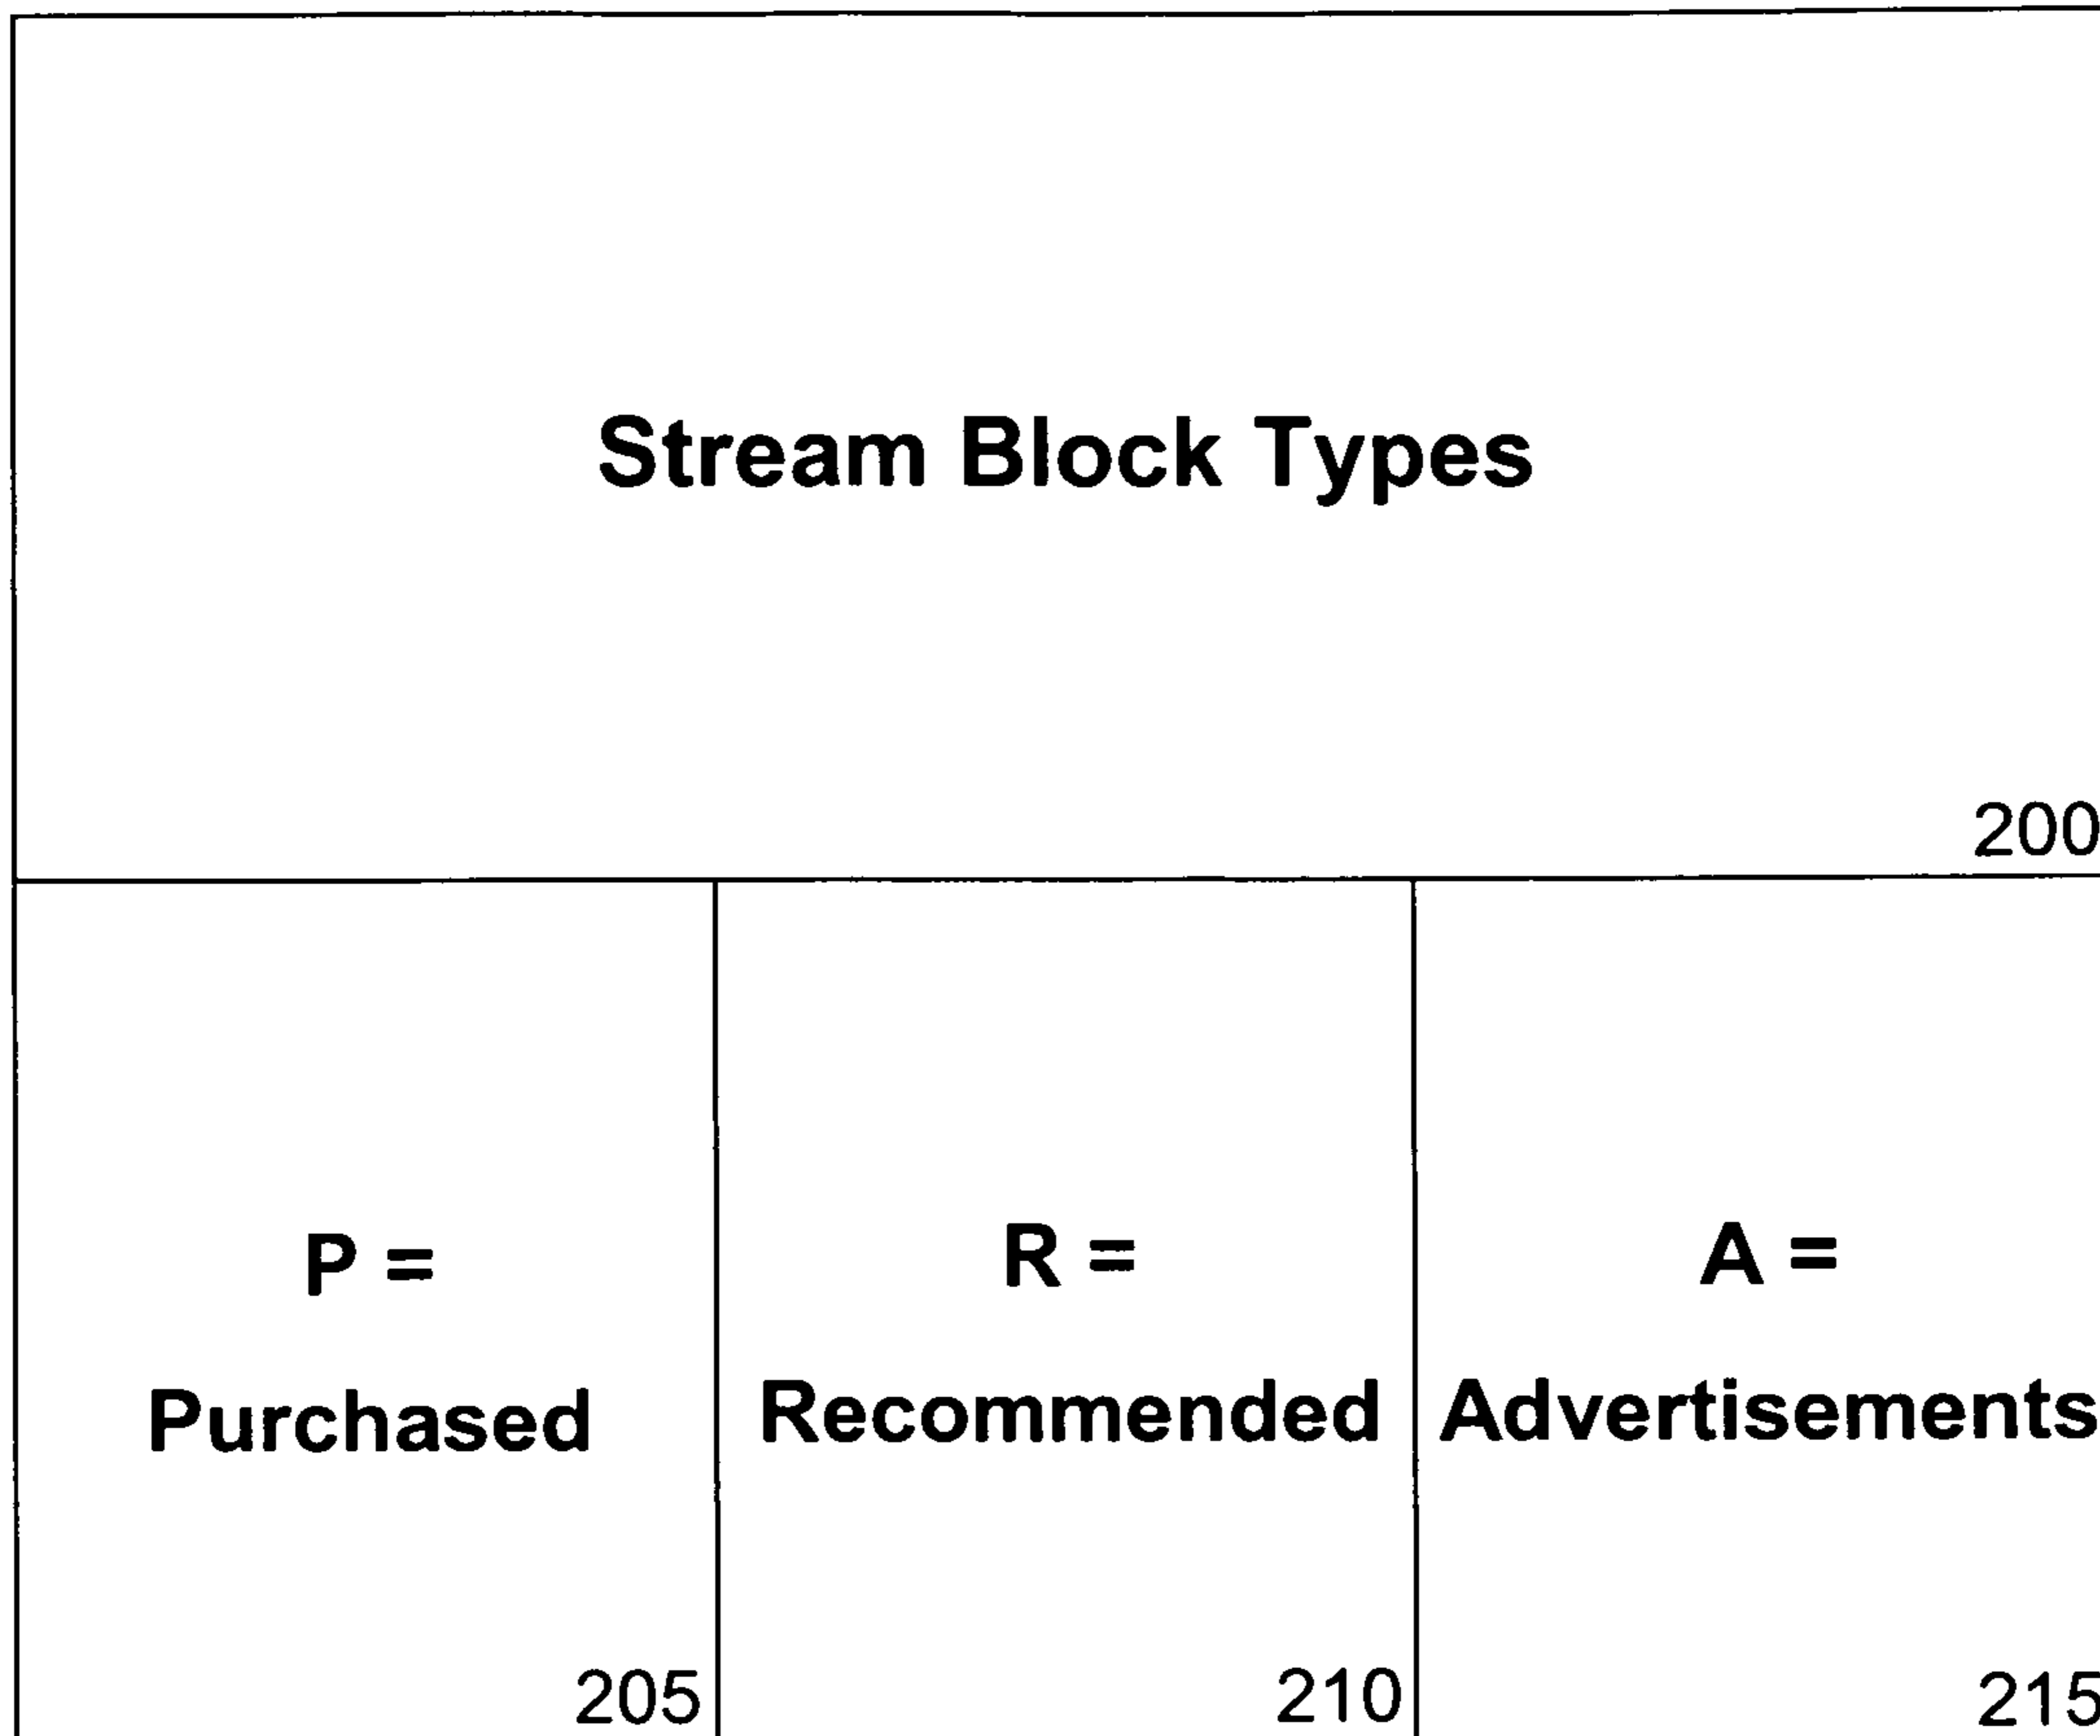 Stream Block Types
200
P =
Purchased
205
R =
Recommended
210
A =
Advertisements
215